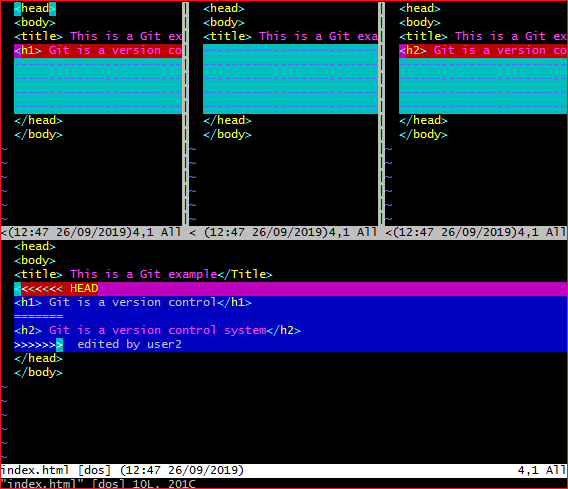 <head>
<body>
<title> This is a Git exa
<h1> Git is a version co
</head>
</body>
~
~
~
~
~
~
<(12:47 26/09/2019)4,1 All
<head>
<body>
<title> This is a Git exa
</head>
</body>
~
~
~
~
~
~
< (12:47 26/09/2019)4,1 All
<head>
<body>
<title> This is a Git exa
<h2> Git is a version co
</head>
</body>
~
~
~
~
~
~
<(12:47 26/09/2019)4,1 All
<head>
<body>
<title> This is a Git example</Title>
<<<<<<< HEAD
<h1> Git is a version control</h1>
=======
<h2> Git is a version control system</h2>
>>>>>>>  edited by user2
</head>
</body>
~
~
~
~
~
~
index.html [dos] (12:47 26/09/2019) 4,1 All
"index.html" [dos] 10L, 201C